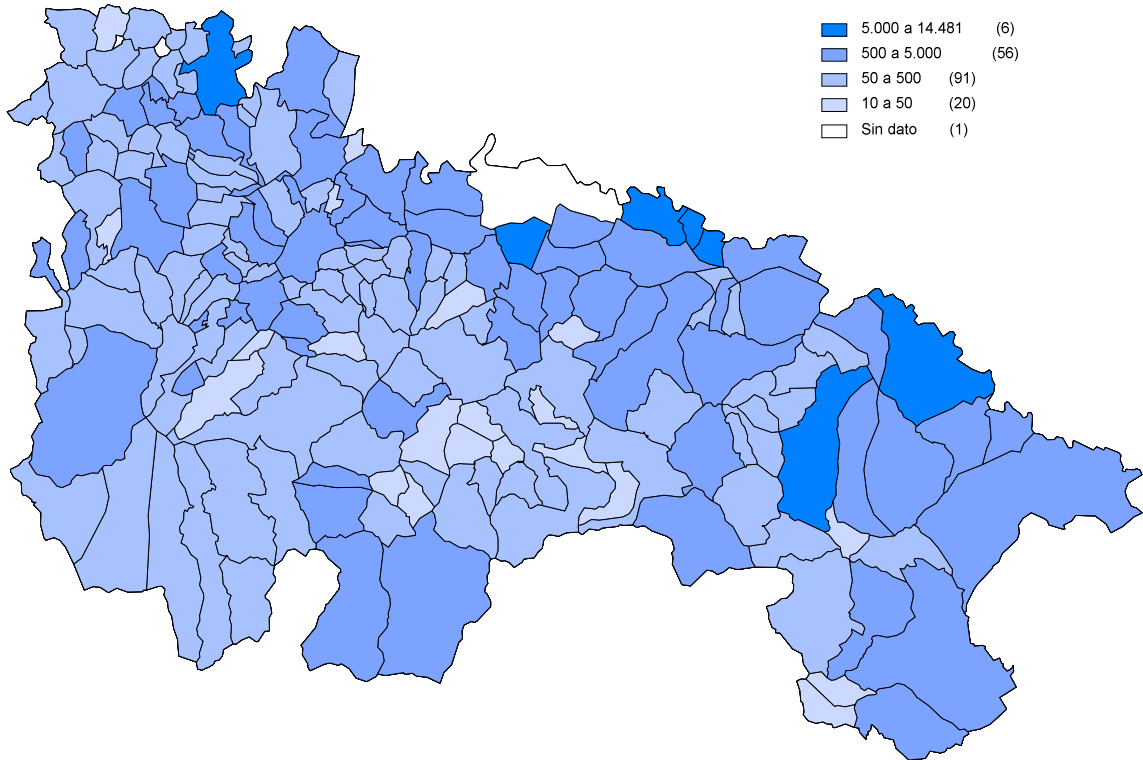 5.000 a 14.481 (6)
500 a 5.000 (56)
50 a 500 (91)
10 a 50 (20)
Sin dato (1)